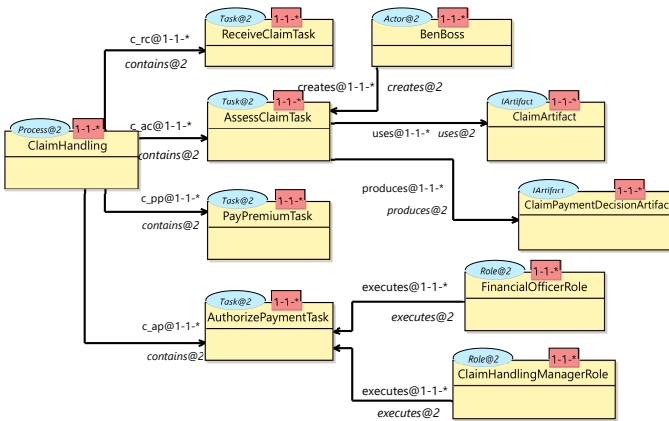 Task@2 1-1-*
ReceiveClaimTask
Actor@2 1-1-*
BenBoss
c_rc@1-1-*
contains@2
creates@1-1-* creates@2
Task@2 1-1-*
AssessClaimTask
IArtifact 1-1-*
ClaimArtifact
Process@2 1-1-*
ClaimHandling
c_ac@1-1-*
contains@2
uses@1-1-* uses@2
produces@1-1-*
produces@2
IArtifact 1-1-*
ClaimPaymentDecisionArtifac
c_pp@1-1-*
contains@2
Task@2 1-1-*
PayPremiumTask
Role@2 1-1-*
FinancialOfficerRole
executes@1-1-*
executes@2
Task@2 1-1-*
AuthorizePaymentTask
c_ap@1-1-*
contains@2
Role@2 1-1-*
ClaimHandlingManagerRole
executes@1-1-*
executes@2